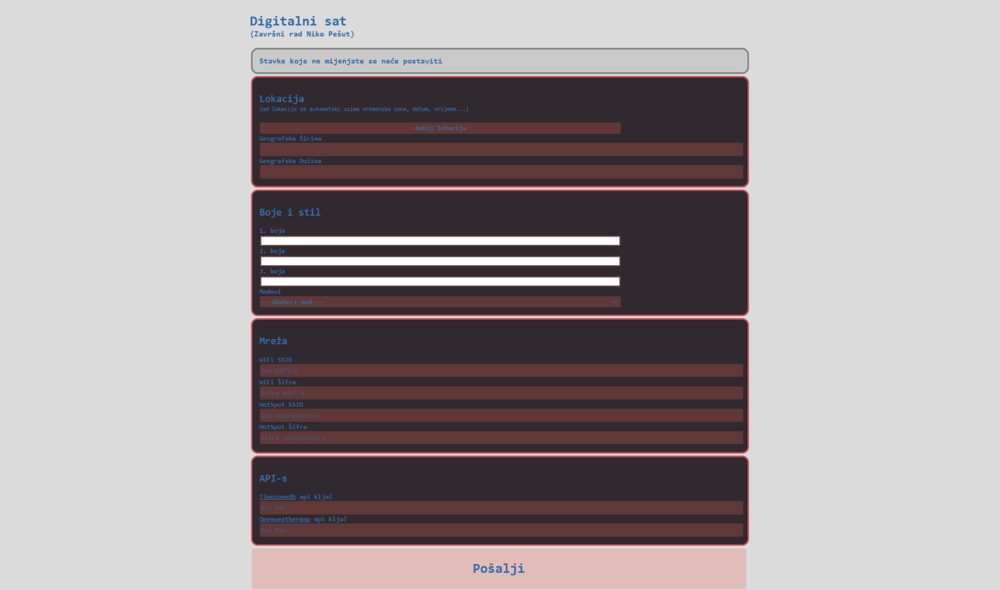 Digitalni sat
(Završni rad Niko Pešut)
Stavke koje ne mijenjate se neće postaviti
Lokacija
(od lokacije se automatski uzima vremenska zona, datum, vrijeme...)
dobij lokaciju
Geografska Širina
Geografska Dužina
Boje i stil
1. boja
2. boja
3. boja
Modovi
-- Odaberi mod --
Mreža
WiFi SSID
Ime WIFI-a
WiFi Šifra
Šifra WIFI-a
HotSpot SSID
Ime accespoint-a
HotSpot Šifra
Šifra accespoint-a
API-s
Timezonedb api ključ
Api Key
Openweathermap api ključ
Api Key
Pošalji